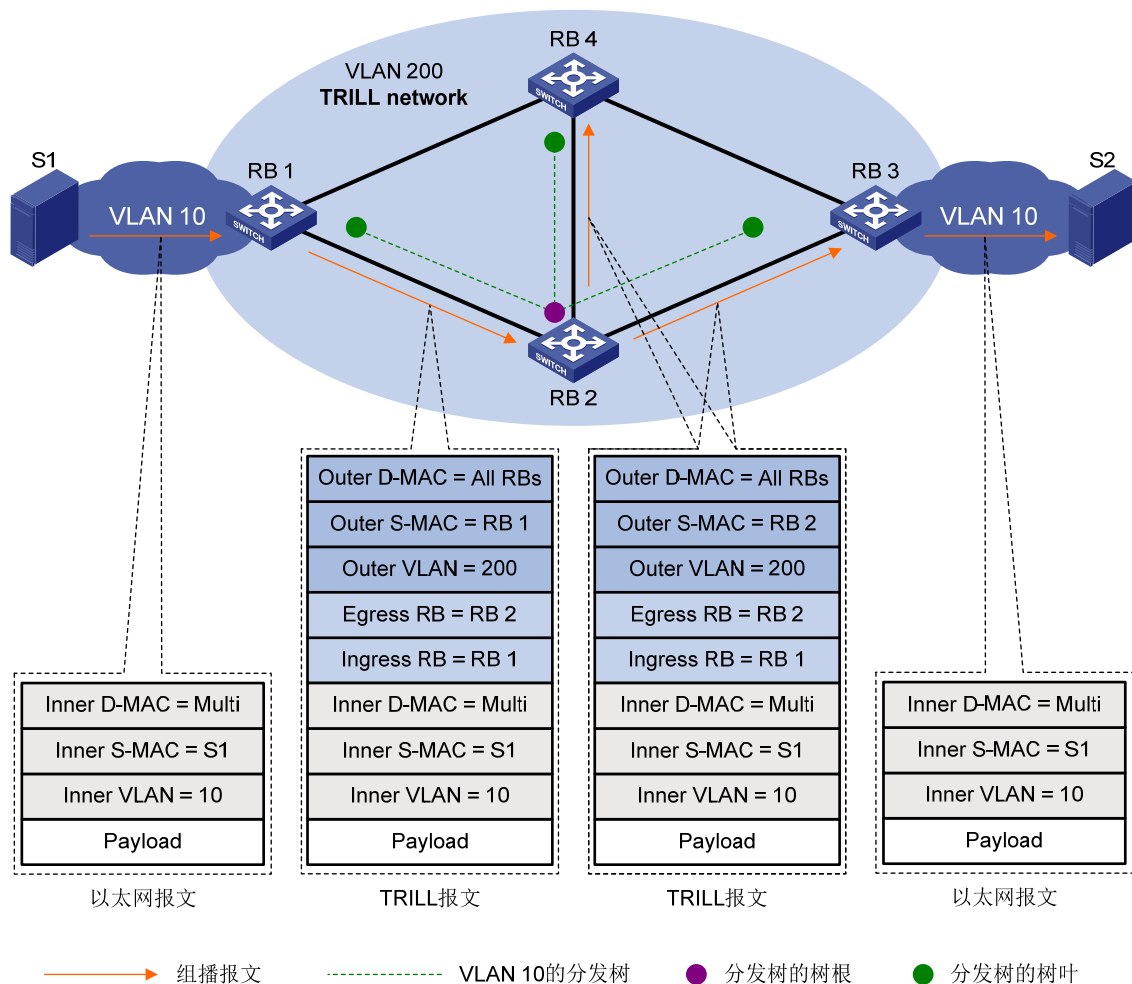 RB 4
VLAN 200
TRILL network
SWITCH
S1
RB 1
RB 3
S2
VLAN 10
SWITCH
SWITCH
VLAN 10
SWITCH
RB 2
Outer D-MAC = All RBs
Outer S-MAC = RB 1
Outer VLAN = 200
Egress RB = RB 2
Ingress RB = RB 1
Inner D-MAC = Multi
Inner S-MAC = S1
Inner VLAN = 10
Payload
Outer D-MAC = All RBs
Outer S-MAC = RB 2
Outer VLAN = 200
Egress RB = RB 2
Ingress RB = RB 1
Inner D-MAC = Multi
Inner S-MAC = S1
Inner VLAN = 10
Payload
Inner D-MAC = Multi
Inner S-MAC = S1
Inner VLAN = 10
Payload
Inner D-MAC = Multi
Inner S-MAC = S1
Inner VLAN = 10
Payload
以太网报文
TRILL报文
TRILL报文
以太网报文
组播报文
VLAN 10的分发树
分发树的树根
分发树的树叶